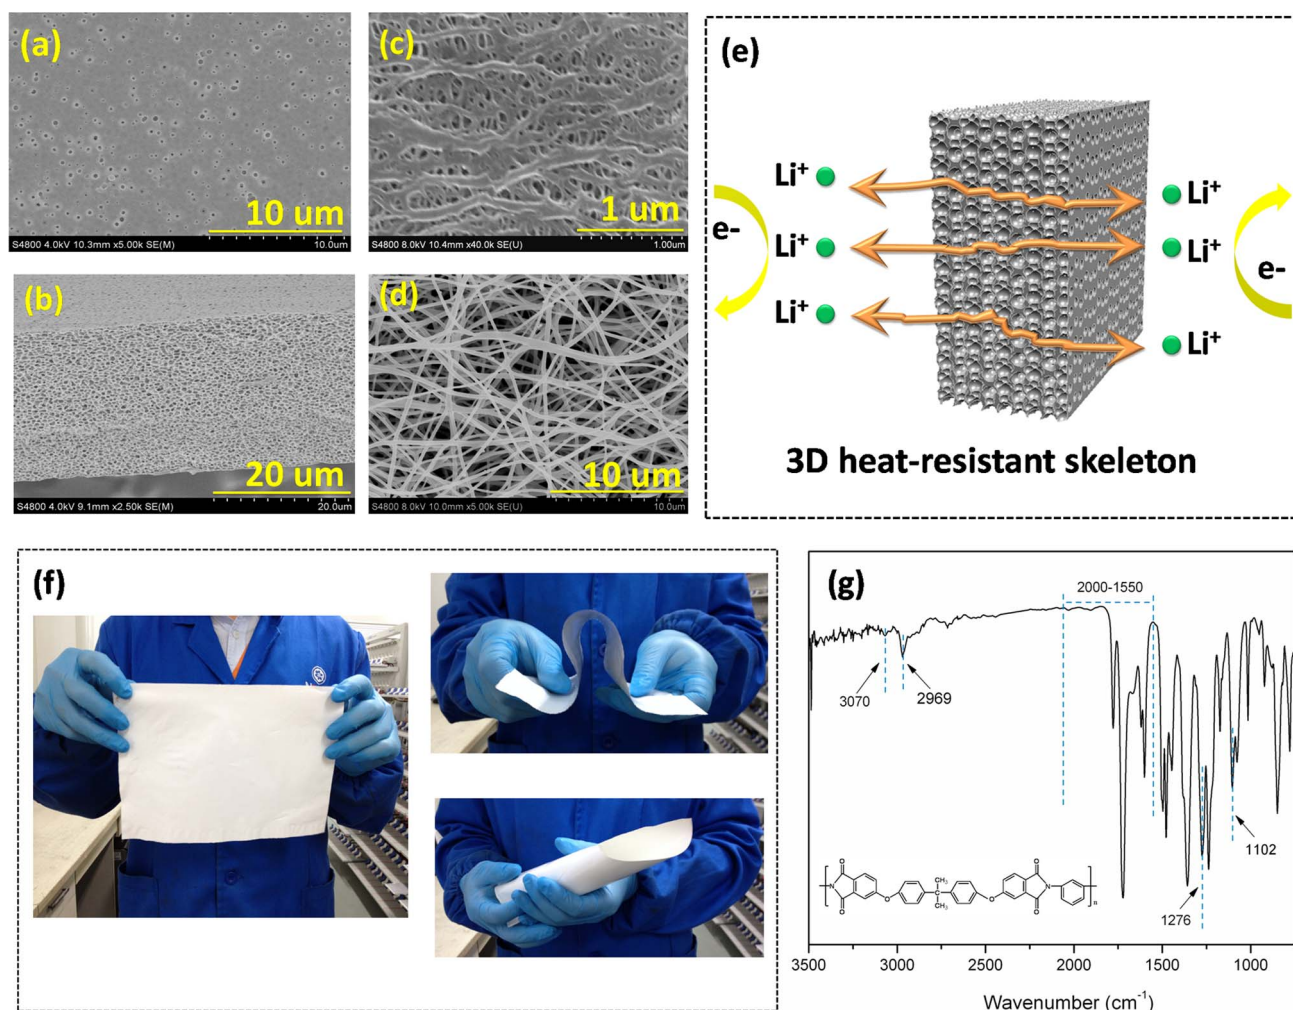 (a)
10 um
S4800 4.0kV 10.3mm x5.00k SE(M)
10.0um
(c)
1 um
S4800 8.0kV 10.4mm x40.0k SE(U)
1.00um
(b)
20 um
S4800 4.0kV 9.1mm x2.50k SE(M)
20.0um
(d)
10 um
S4800 8.0kV 10.0mm x5.00k SE(U)
10.0um
(e)
Li+
Li+
Li+
e-
Li+
Li+
Li+
e-
3D heat-resistant skeleton
(f)
(g)
2000-1550
3070
2969
1102
1276
O
O
N
O
CH₃
C
CH₃
O
O
N
O
n
3500 3000 2500 2000 1500 1000
Wavenumber (cm⁻¹)